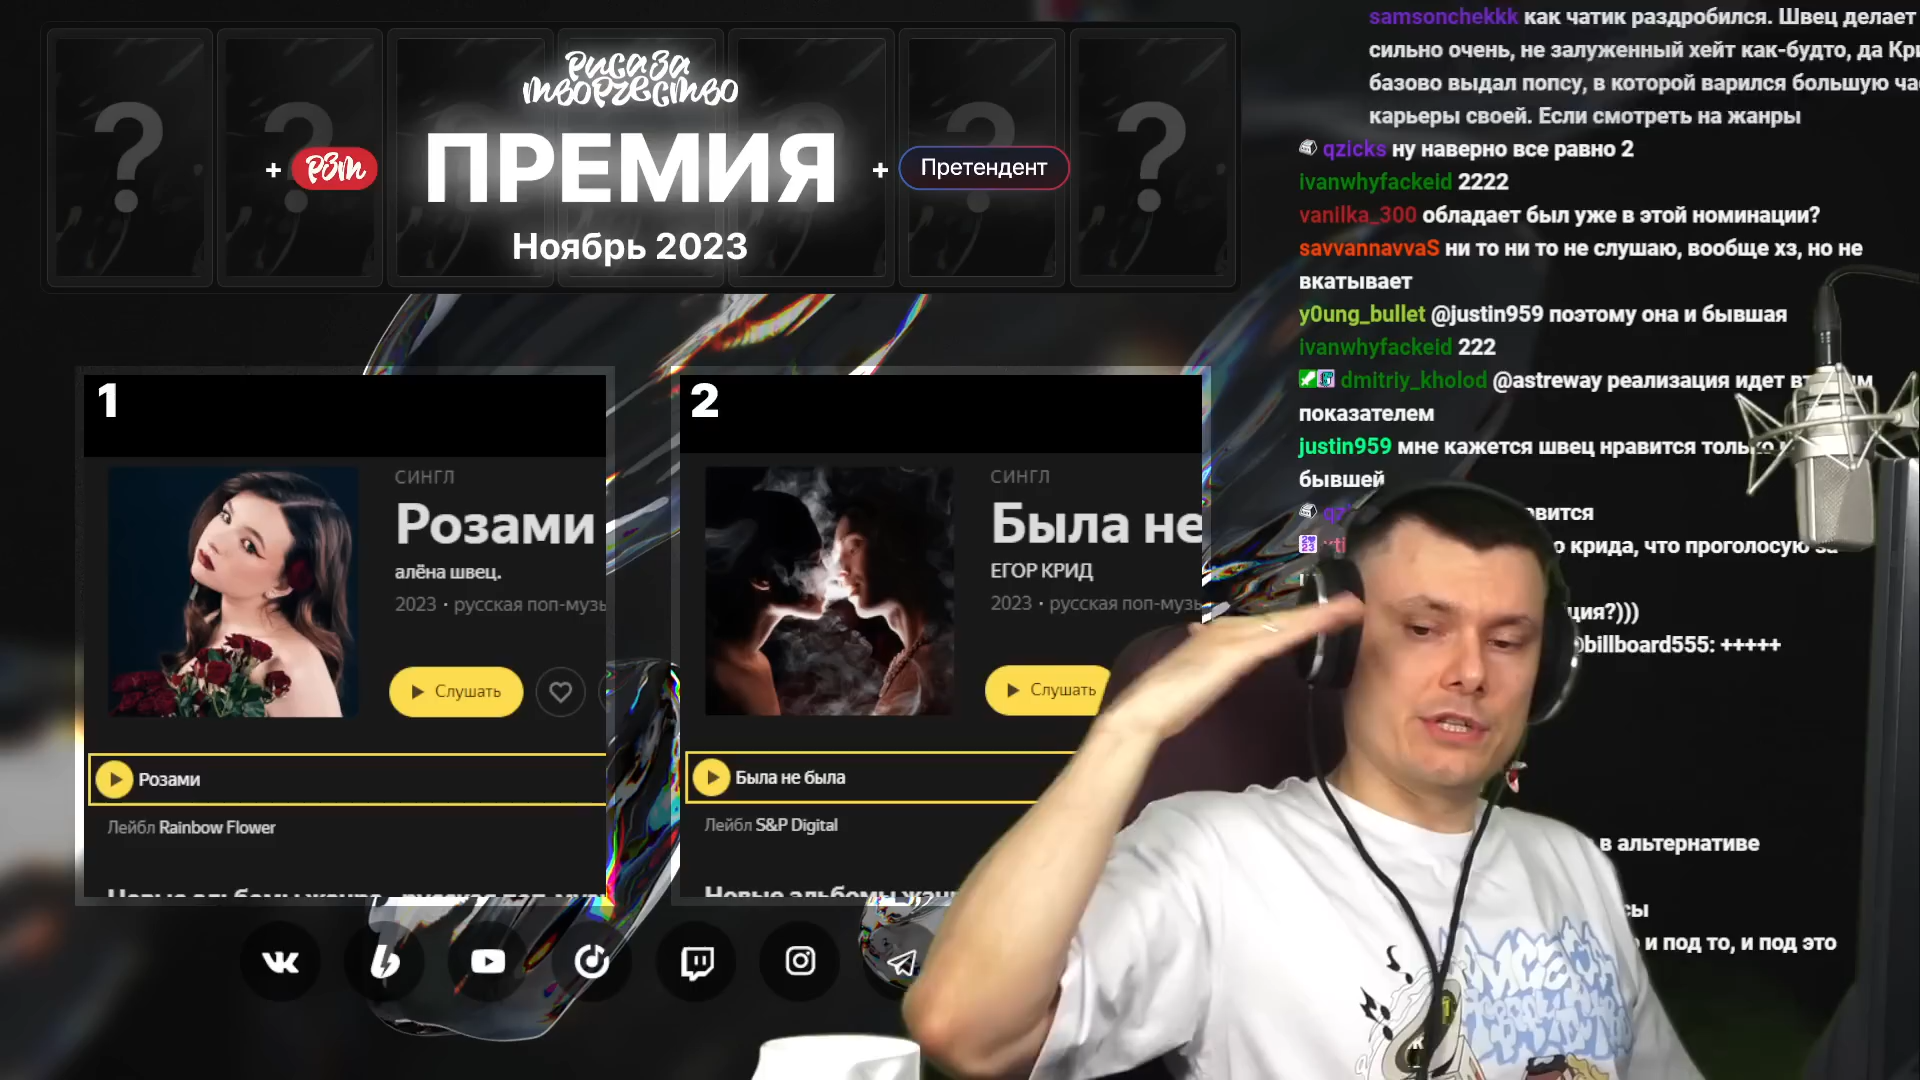 риса за
творчество
ПРЕМИЯ
Ноябрь 2023
+ РЗТ
+ Претендент
1
СИНГЛ
Розами
алёна швец.
2023 · русская поп-музы
Слушать
Розами
Лейбл Rainbow Flower
2
СИНГЛ
Была не
ЕГОР КРИД
2023 · русская поп-музы
Слушать
Была не была
Лейбл S&P Digital
samsonchekkk как чатик раздробился. Швец делает
сильно очень, не залуженный хейт как-будто, да Кри
базово выдал попсу, в которой варился большую ча
карьеры своей. Если смотреть на жанры
qzicks ну наверно все равно 2
ivanwhyfackeid 2222
vanilka_300 обладает был уже в этой номинации?
savvannavvaS ни то ни то не слушаю, вообще хз, но не
вкатывает
y0ung_bullet @justin959 поэтому она и бывшая
ivanwhyfackeid 222
dmitriy_kholod @astreway реализация идет
показателем
justin959 мне кажется швец нравится
бывшей
крида, что проголосую за
ция?)))
@billboard555: +++++
в альтернативе
сы
и под то, и под это